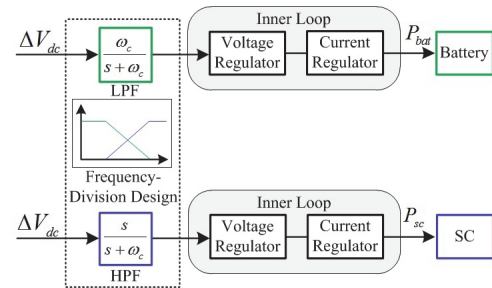 Inner Loop
ΔV_dc
ω_c
s + ω_c
LPF
Voltage
Regulator
Current
Regulator
P_bat
Battery
Frequency-
Division Design
Inner Loop
ΔV_dc
s
s + ω_c
HPF
Voltage
Regulator
Current
Regulator
P_sc
SC